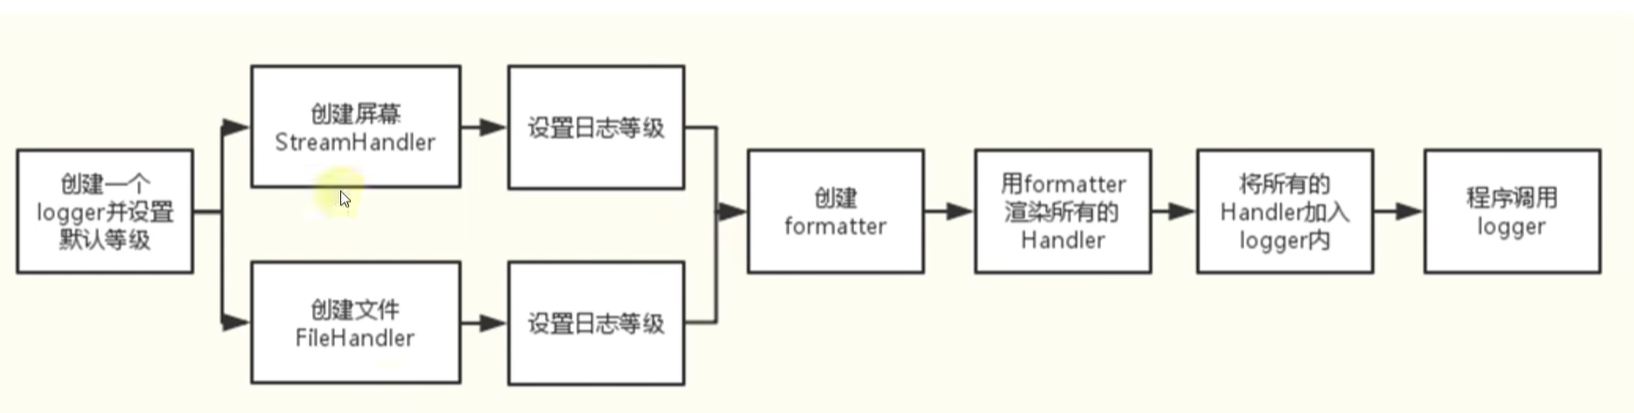 创建一个
logger并设置
默认等级
创建屏幕
StreamHandler
设置日志等级
创建文件
FileHandler
设置日志等级
创建
formatter
用formatter
渲染所有的
Handler
将所有的
Handler加入
logger内
程序调用
logger